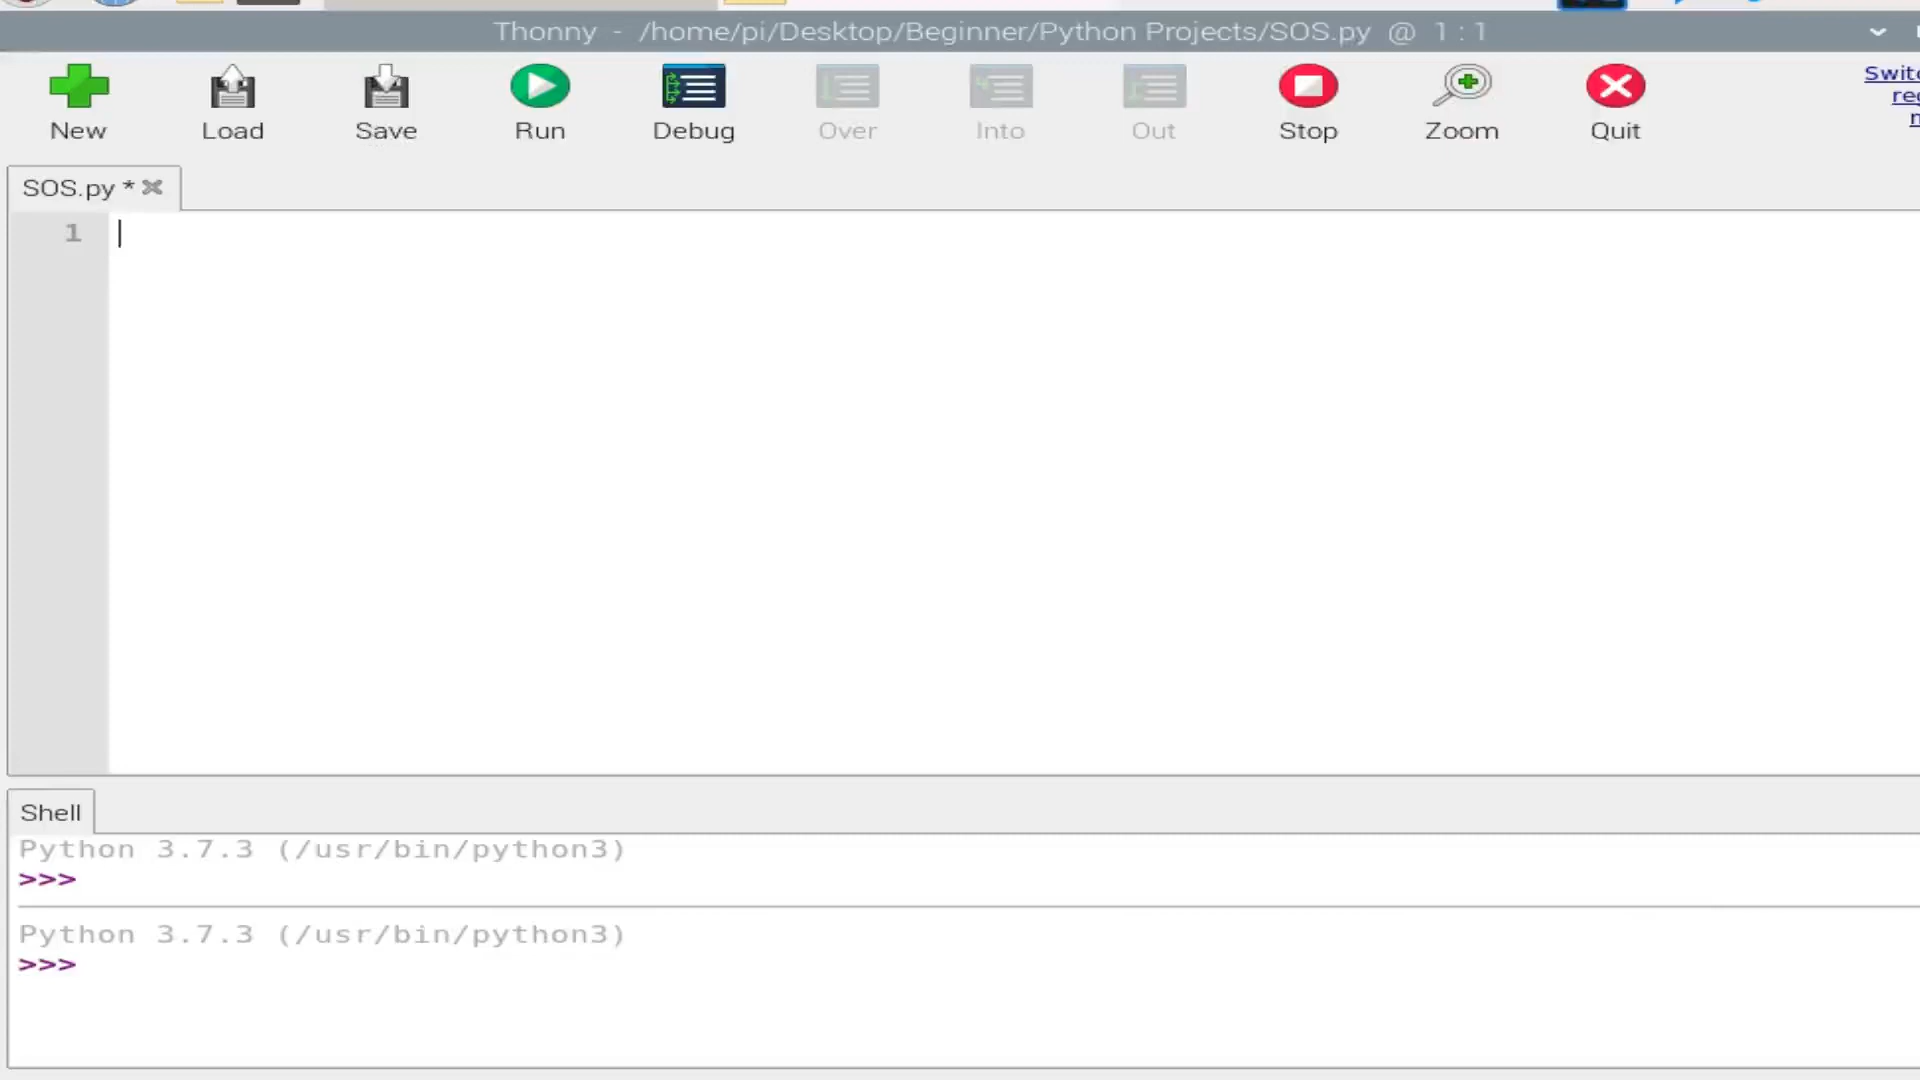 Thonny - /home/pi/Desktop/Beginner/Python Projects/SOS.py @ 1 : 1
New Load Save Run Debug Over Into Out Stop Zoom Quit
SOS.py *
1
Shell
Python 3.7.3 (/usr/bin/python3)
>>>
Python 3.7.3 (/usr/bin/python3)
>>>